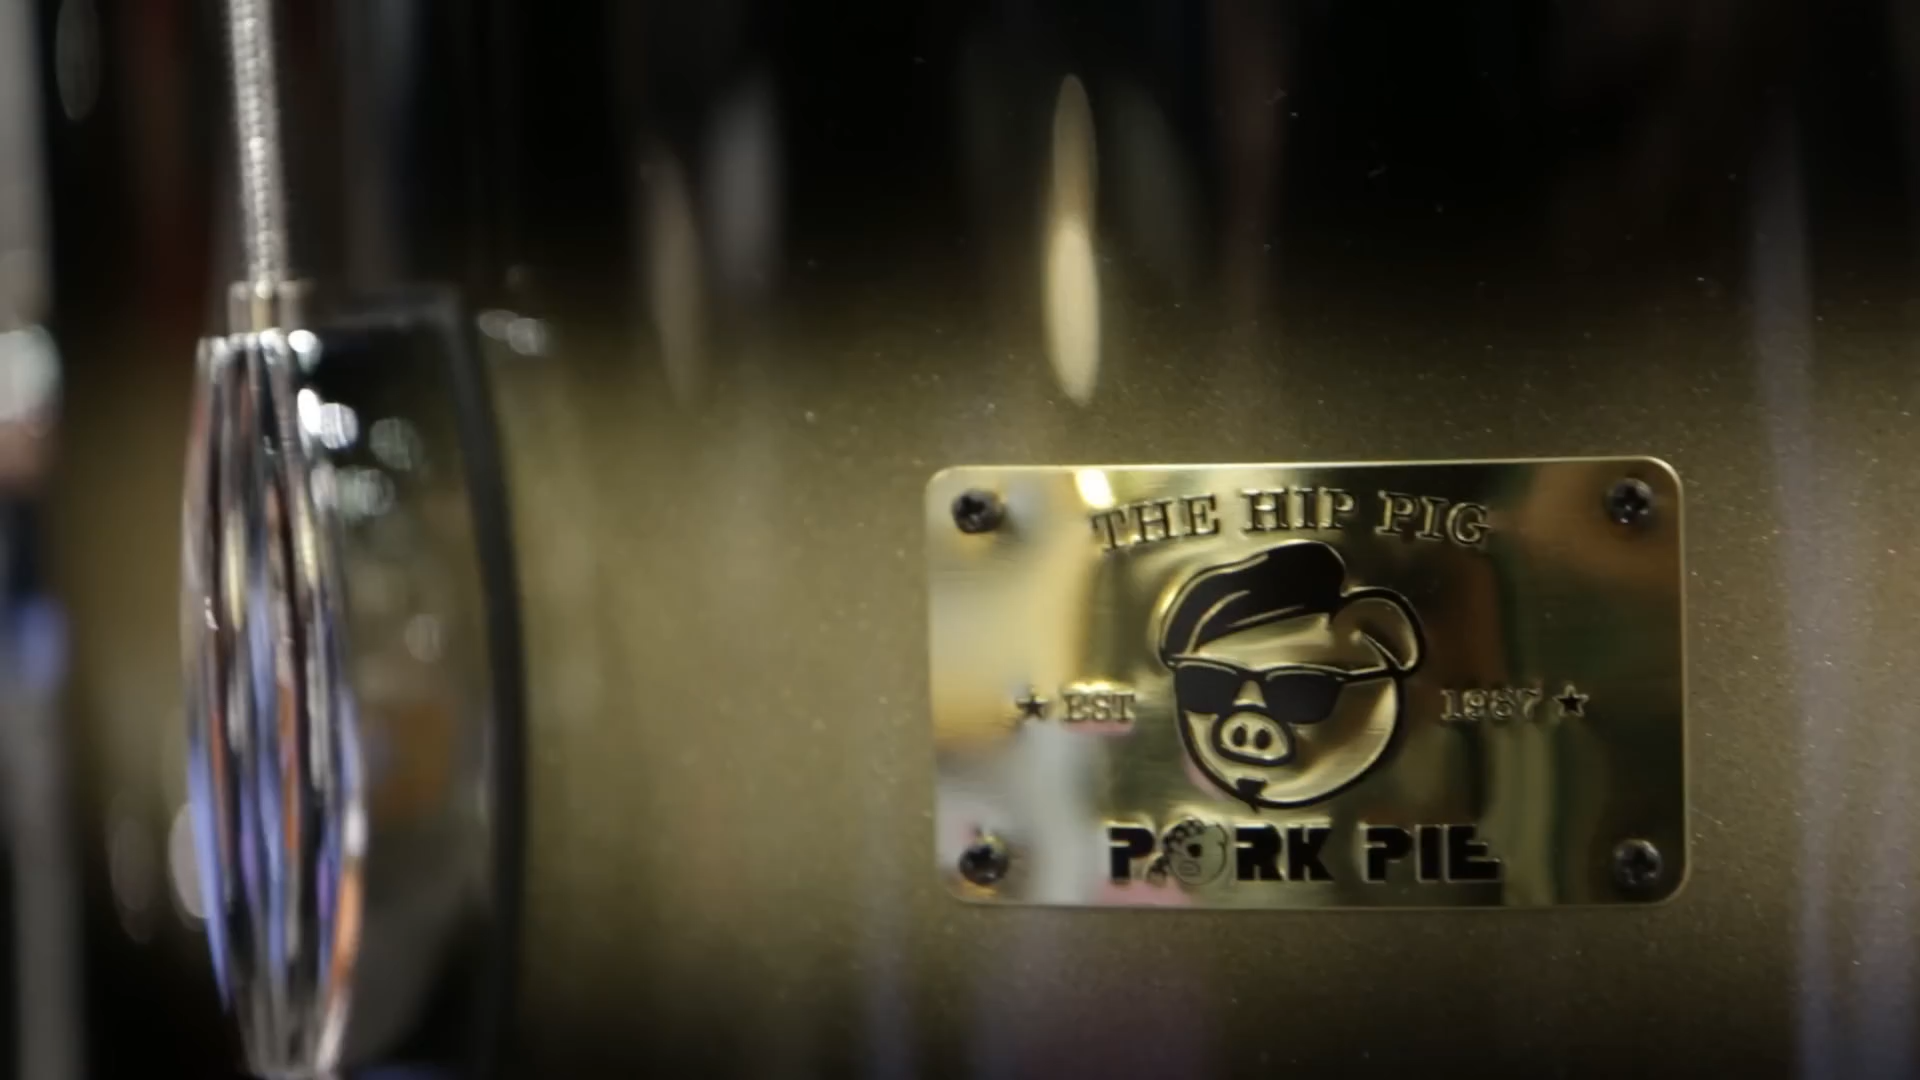 THE HIP PIG
★ EST 1987 ★
PORK PIE